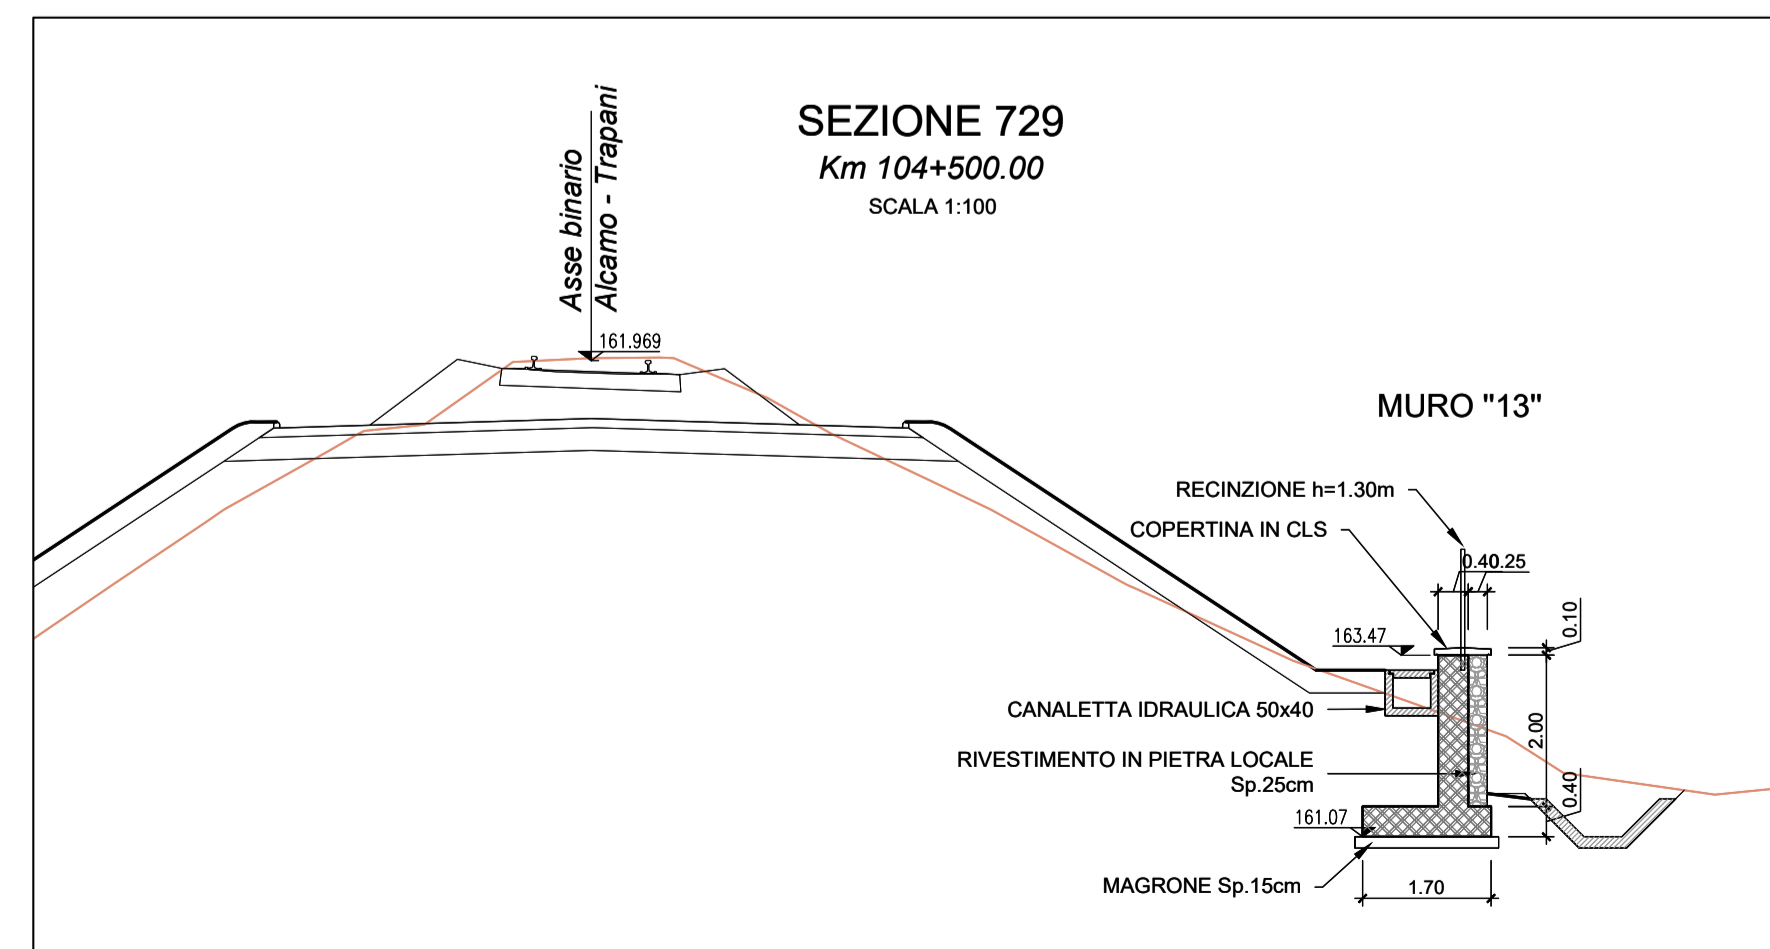 Asse binario
Alcamo - Trapani
SEZIONE 729
Km 104+500.00
SCALA 1:100
161.969
MURO "13"
RECINZIONE h=1.30m
COPERTINA IN CLS
0.40
0.25
0.10
163.47
CANALETTA IDRAULICA 50x40
2.00
RIVESTIMENTO IN PIETRA LOCALE
Sp.25cm
0.40
161.07
MAGRONE Sp.15cm
1.70